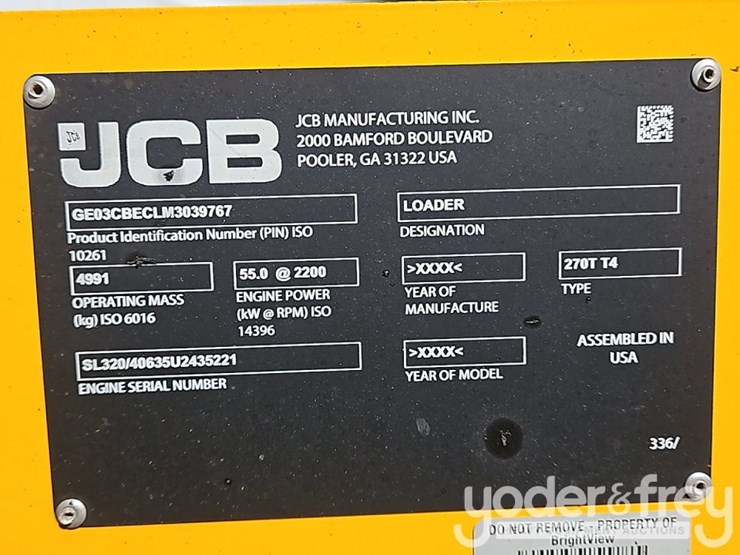 JCB
JCB
JCB MANUFACTURING INC.
2000 BAMFORD BOULEVARD
POOLER, GA 31322 USA
GE03CBECLM3039767
Product Identification Number (PIN) ISO
10261
LOADER
DESIGNATION
4991
OPERATING MASS
(kg) ISO 6016
55.0 @ 2200
ENGINE POWER
(kW @ RPM) ISO
14396
>XXXX<
YEAR OF
MANUFACTURE
270T T4
TYPE
SL320/40635U2435221
ENGINE SERIAL NUMBER
>XXXX<
YEAR OF MODEL
ASSEMBLED IN
USA
336/
yoder&frey
AUCTIONS
DO NOT REMOVE - PROPERTY OF
BrightView